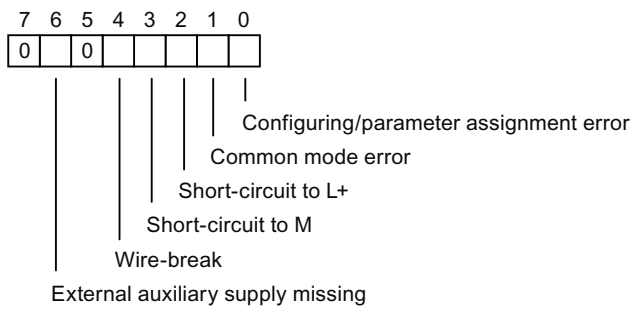 7 6 5 4 3 2 1 0
0 0
Configuring/parameter assignment error
Common mode error
Short-circuit to L+
Short-circuit to M
Wire-break
External auxiliary supply missing